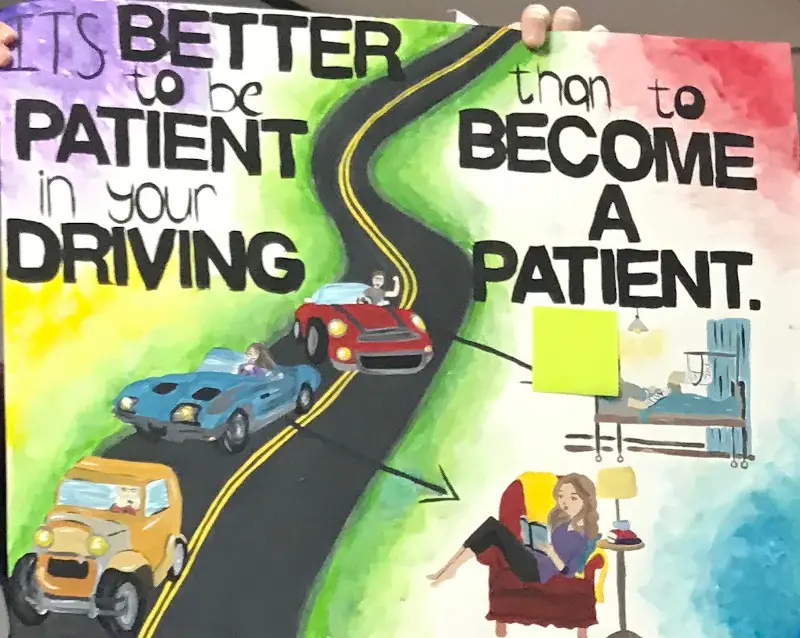 ITS BETTER
to be
PATIENT
in your
DRIVING
than to
BECOME
A
PATIENT.